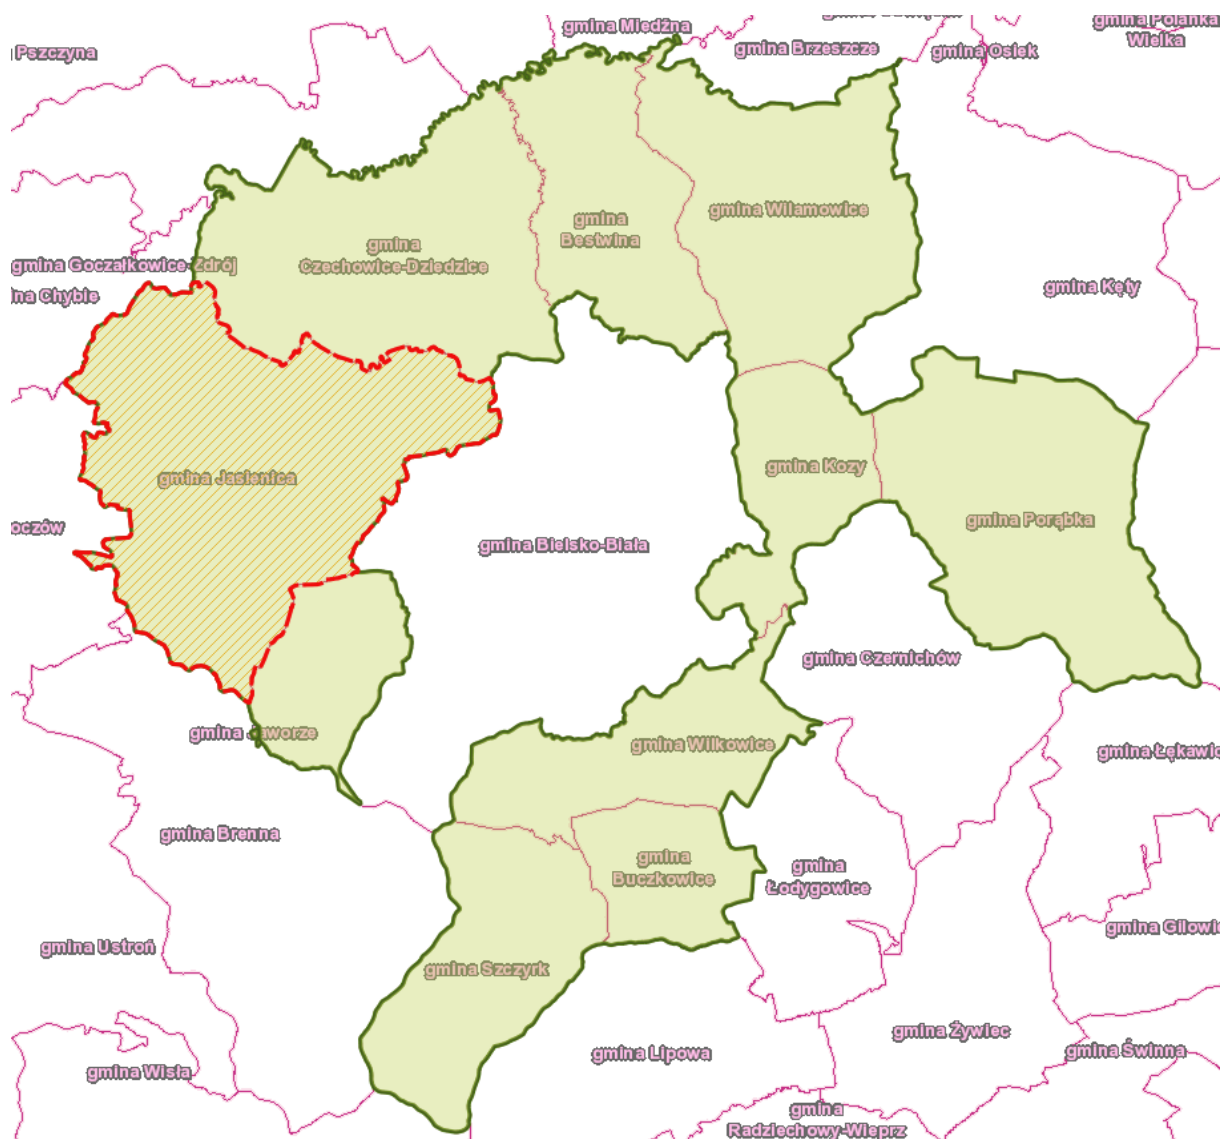 gmina Miedźna
gmina Polanka
Wielka
gmina Brzeszcze
gmina Osiek
Pszczyna
gmina Wilamowice
gmina
Bestwina
gmina
Czechowice-Dziedzice
gmina Goczałkowice-Zdrój
na Chybie
gmina Kęty
gmina Kozy
gmina Jasienica
gmina Porąbka
oczów
gmina Bielsko-Biała
gmina Czernichów
gmina Jaworze
gmina Wilkowice
gmina Łękawic
gmina Brenna
gmina
Buczkowice
gmina
Łodygowice
gmina Gilowic
gmina Ustroń
gmina Szczyrk
gmina Żywiec
gmina Lipowa
gmina Świnna
gmina Wisła
gmina
Radziechowy-Wieprz